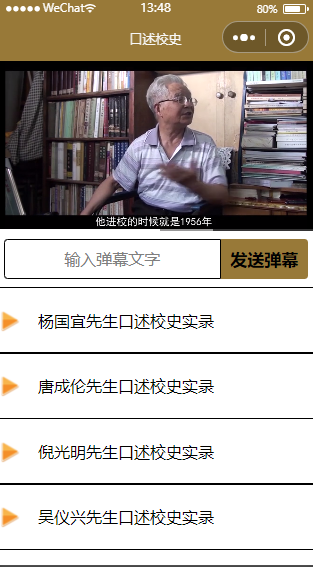 WeChat
13:48
80%
口述校史
他进校的时候就是1956年
输入弹幕文字
发送弹幕
杨国宜先生口述校史实录
唐成伦先生口述校史实录
倪光明先生口述校史实录
吴仪兴先生口述校史实录